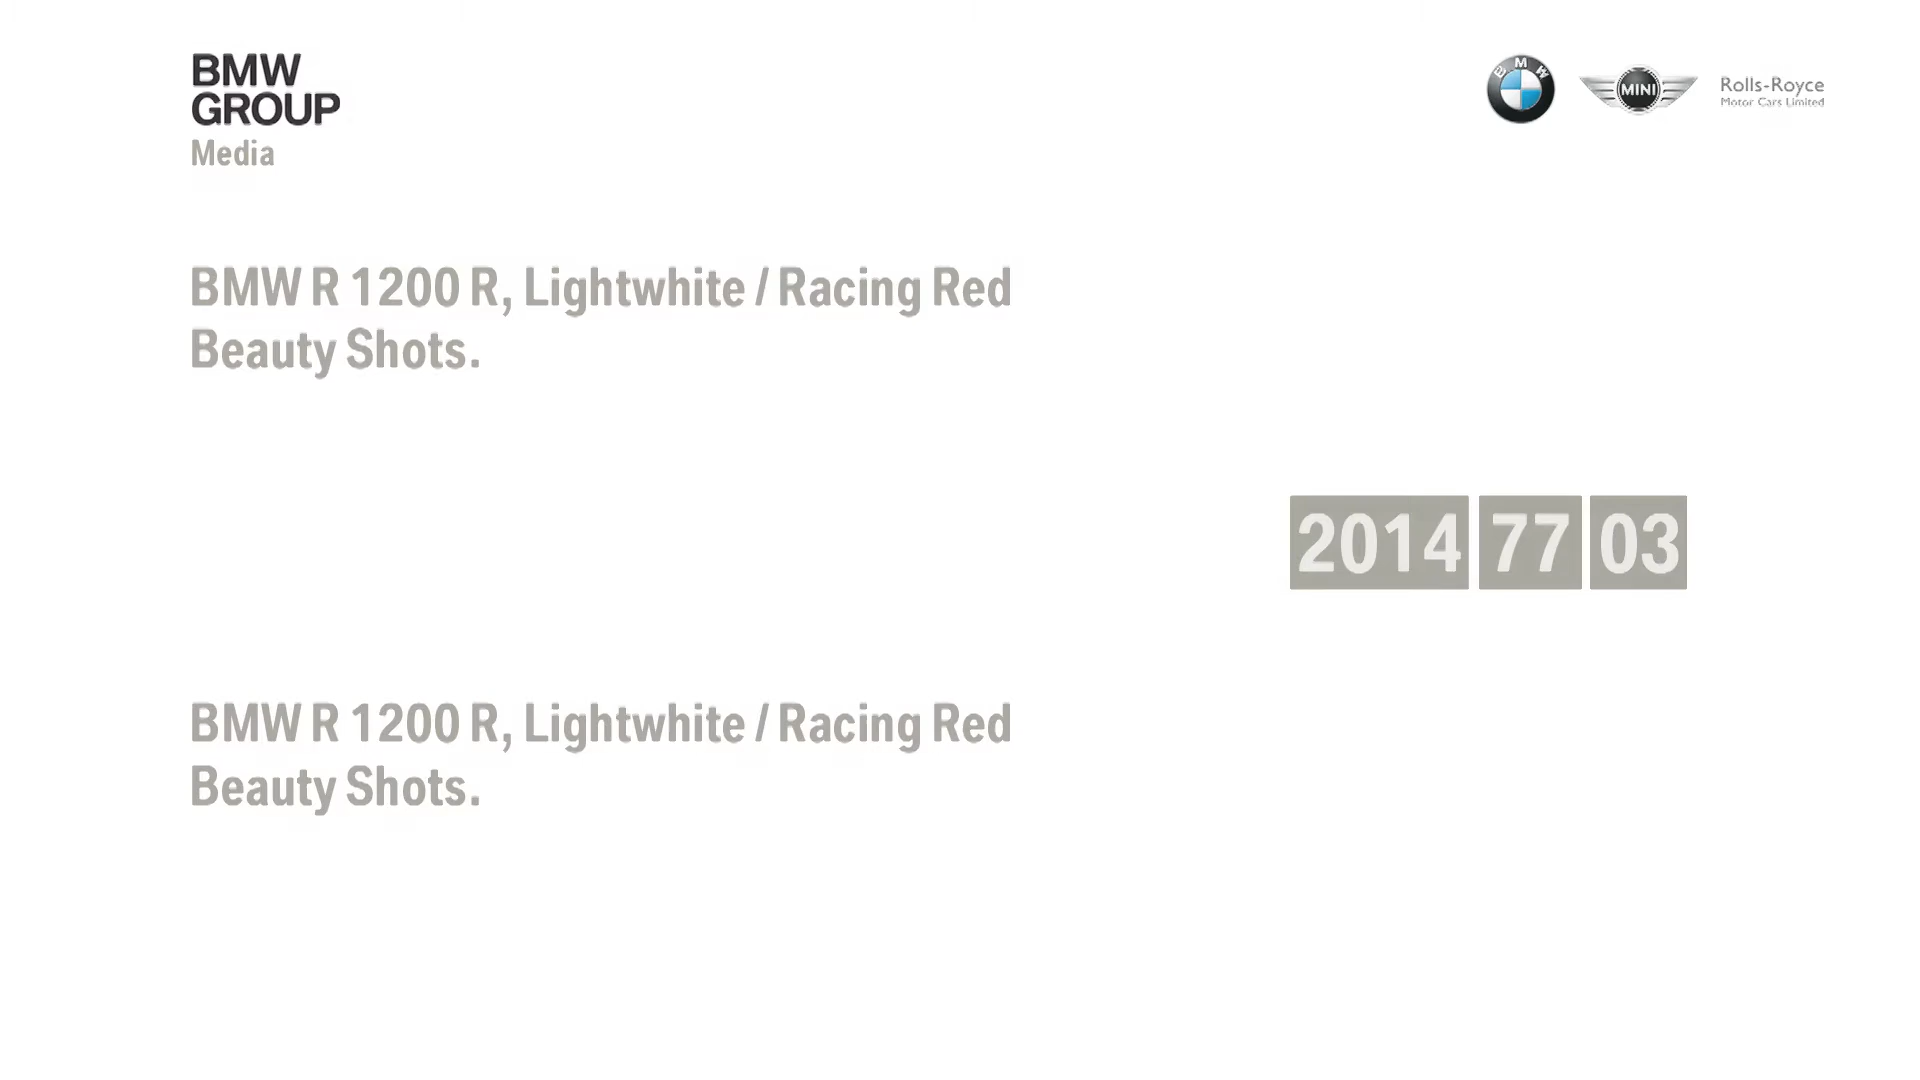 BMW
GROUP
Media
BMW
MINI
Rolls-Royce
Motor Cars Limited
BMW R 1200 R, Lightwhite / Racing Red
Beauty Shots.
2014 77 03
BMW R 1200 R, Lightwhite / Racing Red
Beauty Shots.